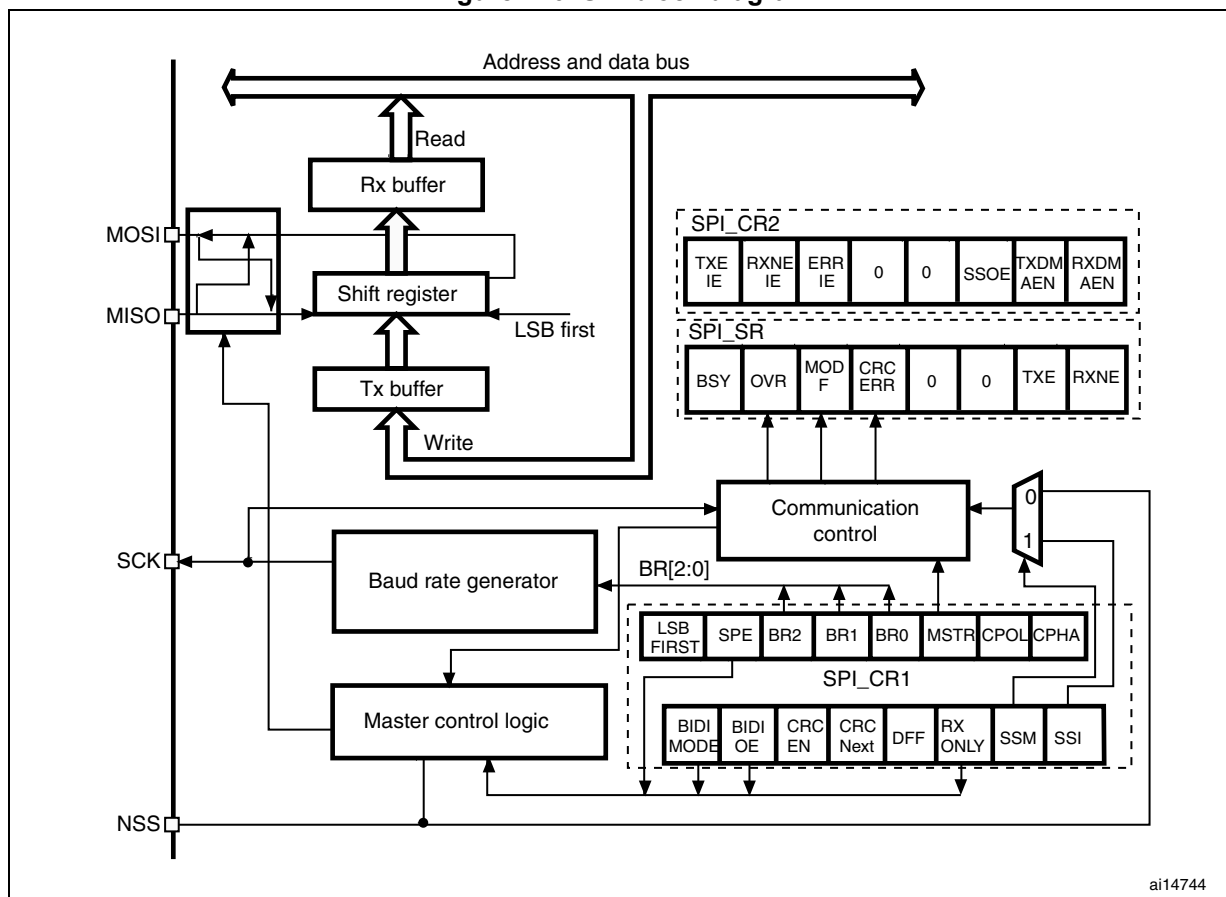 Address and data bus
Read
Rx buffer
MOSI
SPI_CR2
TXE IE
RXNE IE
ERR IE
0
0
SSOE
TXDM AEN
RXDM AEN
Shift register
MISO
LSB first
SPI_SR
BSY
OVR
MOD F
CRC ERR
0
0
TXE
RXNE
Tx buffer
Write
Communication
control
0
1
SCK
Baud rate generator
BR[2:0]
LSB FIRST
SPE
BR2
BR1
BR0
MSTR
CPOL
CPHA
SPI_CR1
Master control logic
BIDI MODE
BIDI OE
CRC EN
CRC Next
DFF
RX ONLY
SSM
SSI
NSS
ai14744